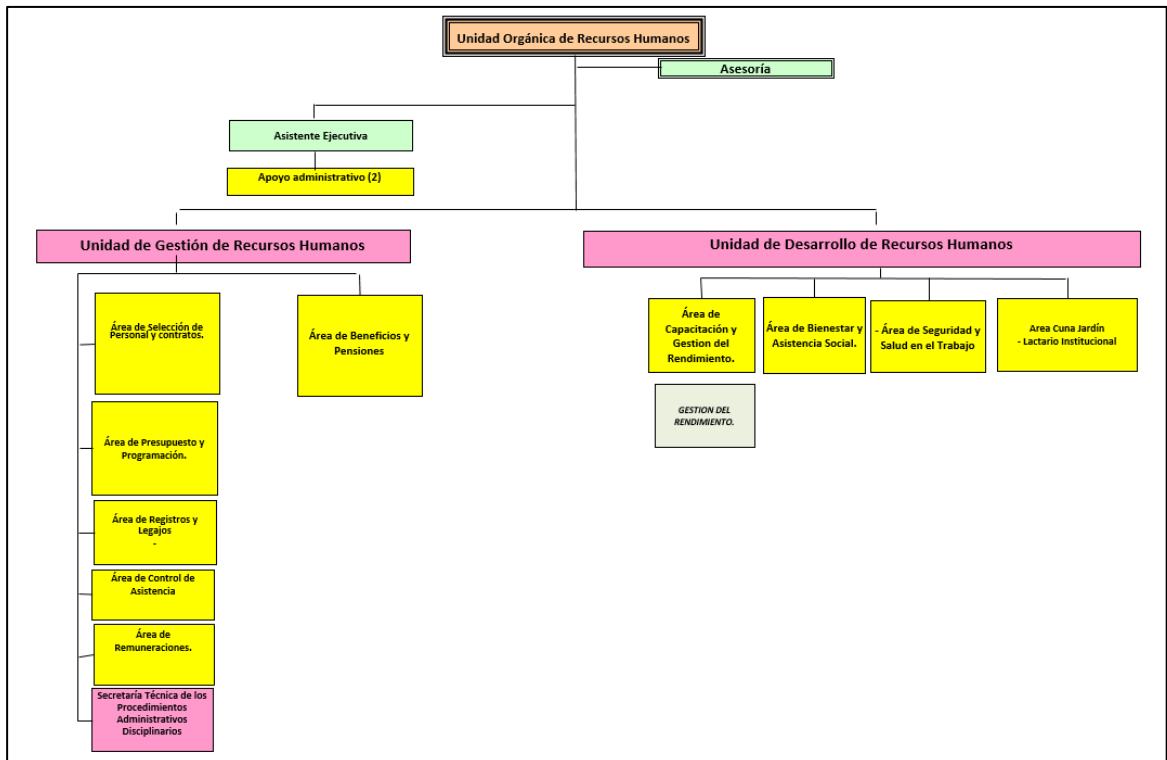 Unidad Orgánica de Recursos Humanos
Asesoría
Asistente Ejecutiva
Apoyo administrativo (2)
Unidad de Gestión de Recursos Humanos
Unidad de Desarrollo de Recursos Humanos
Área de Selección de
Personal y contratos.
Área de Beneficios y
Pensiones
Área de Presupuesto y
Programación.
Área de Registros y
Legajos
-
Área de Control de
Asistencia
Área de
Remuneraciones.
Secretaría Técnica de los
Procedimientos
Administrativos
Disciplinarios
Área de
Capacitación y
Gestion del
Rendimiento.
GESTION DEL
RENDIMIENTO.
Área de Bienestar y
Asistencia Social.
- Área de Seguridad y
Salud en el Trabajo
Area Cuna Jardín
- Lactario Institucional